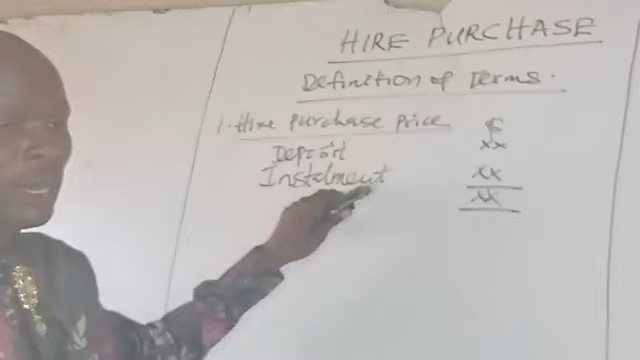 HIRE PURCHASE
Definition of Terms.
1. Hire Purchase Price $
Deposit xx
Instalment xx
xx